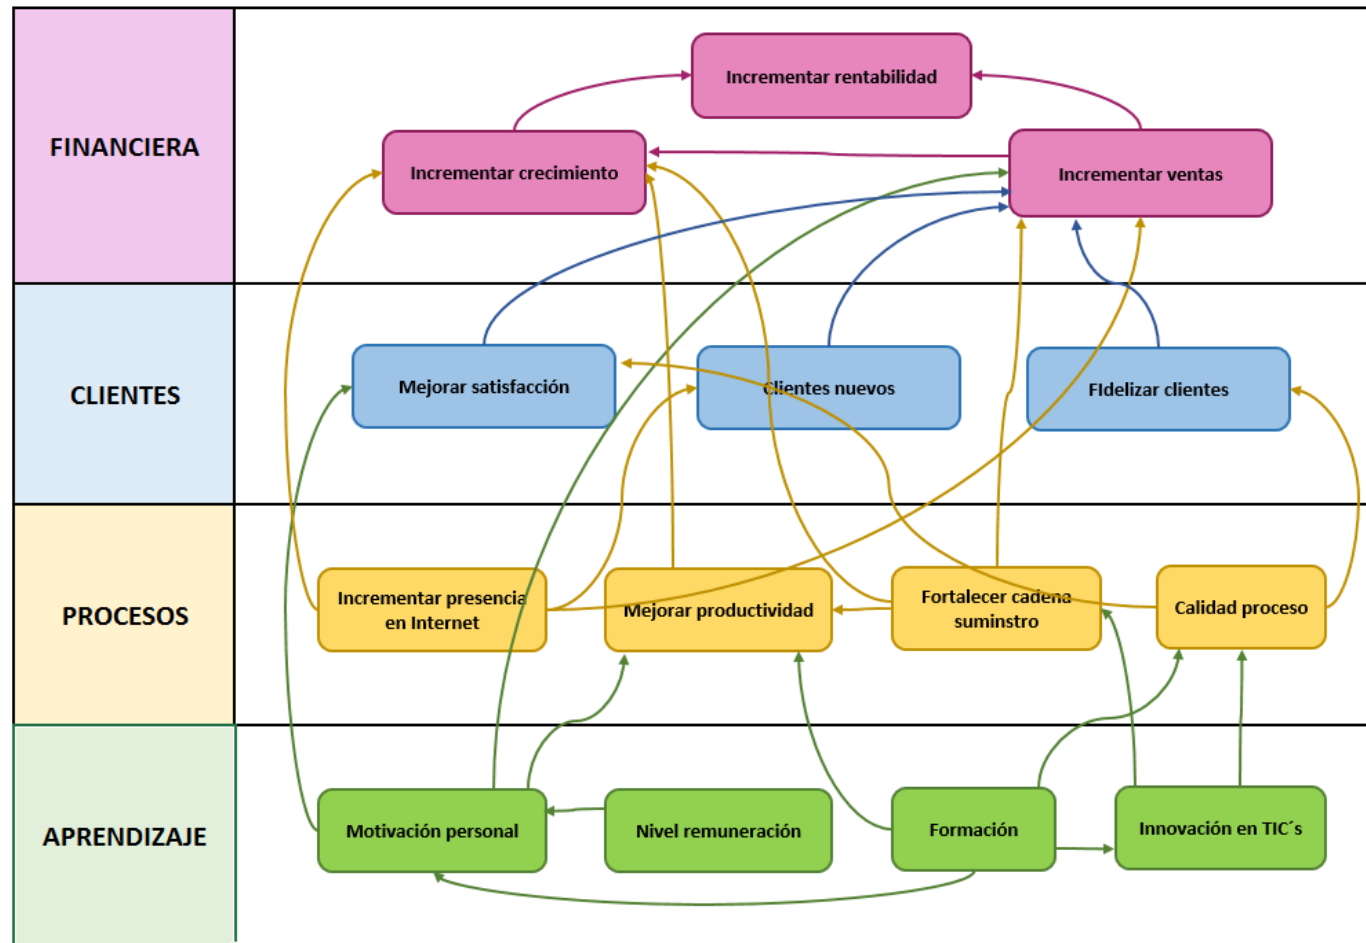 FINANCIERA
Incrementar rentabilidad
Incrementar crecimiento
Incrementar ventas
CLIENTES
Mejorar satisfacción
Clientes nuevos
FIdelizar clientes
PROCESOS
Incrementar presencia
en Internet
Mejorar productividad
Fortalecer cadena
suminstro
Calidad proceso
APRENDIZAJE
Motivación personal
Nivel remuneración
Formación
Innovación en TIC´s